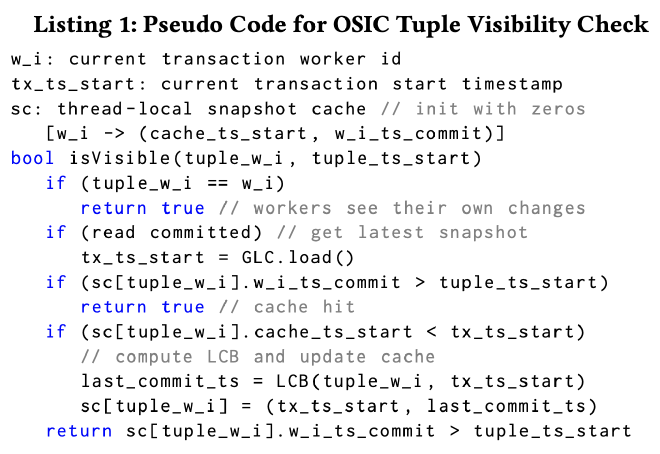 Listing 1: Pseudo Code for OSIC Tuple Visibility Check
w_i: current transaction worker id
tx_ts_start: current transaction start timestamp
sc: thread-local snapshot cache // init with zeros
[w_i -> (cache_ts_start, w_i_ts_commit)]
bool isVisible(tuple_w_i, tuple_ts_start)
if (tuple_w_i == w_i)
return true // workers see their own changes
if (read committed) // get latest snapshot
tx_ts_start = GLC.load()
if (sc[tuple_w_i].w_i_ts_commit > tuple_ts_start)
return true // cache hit
if (sc[tuple_w_i].cache_ts_start < tx_ts_start)
// compute LCB and update cache
last_commit_ts = LCB(tuple_w_i, tx_ts_start)
sc[tuple_w_i] = (tx_ts_start, last_commit_ts)
return sc[tuple_w_i].w_i_ts_commit > tuple_ts_start